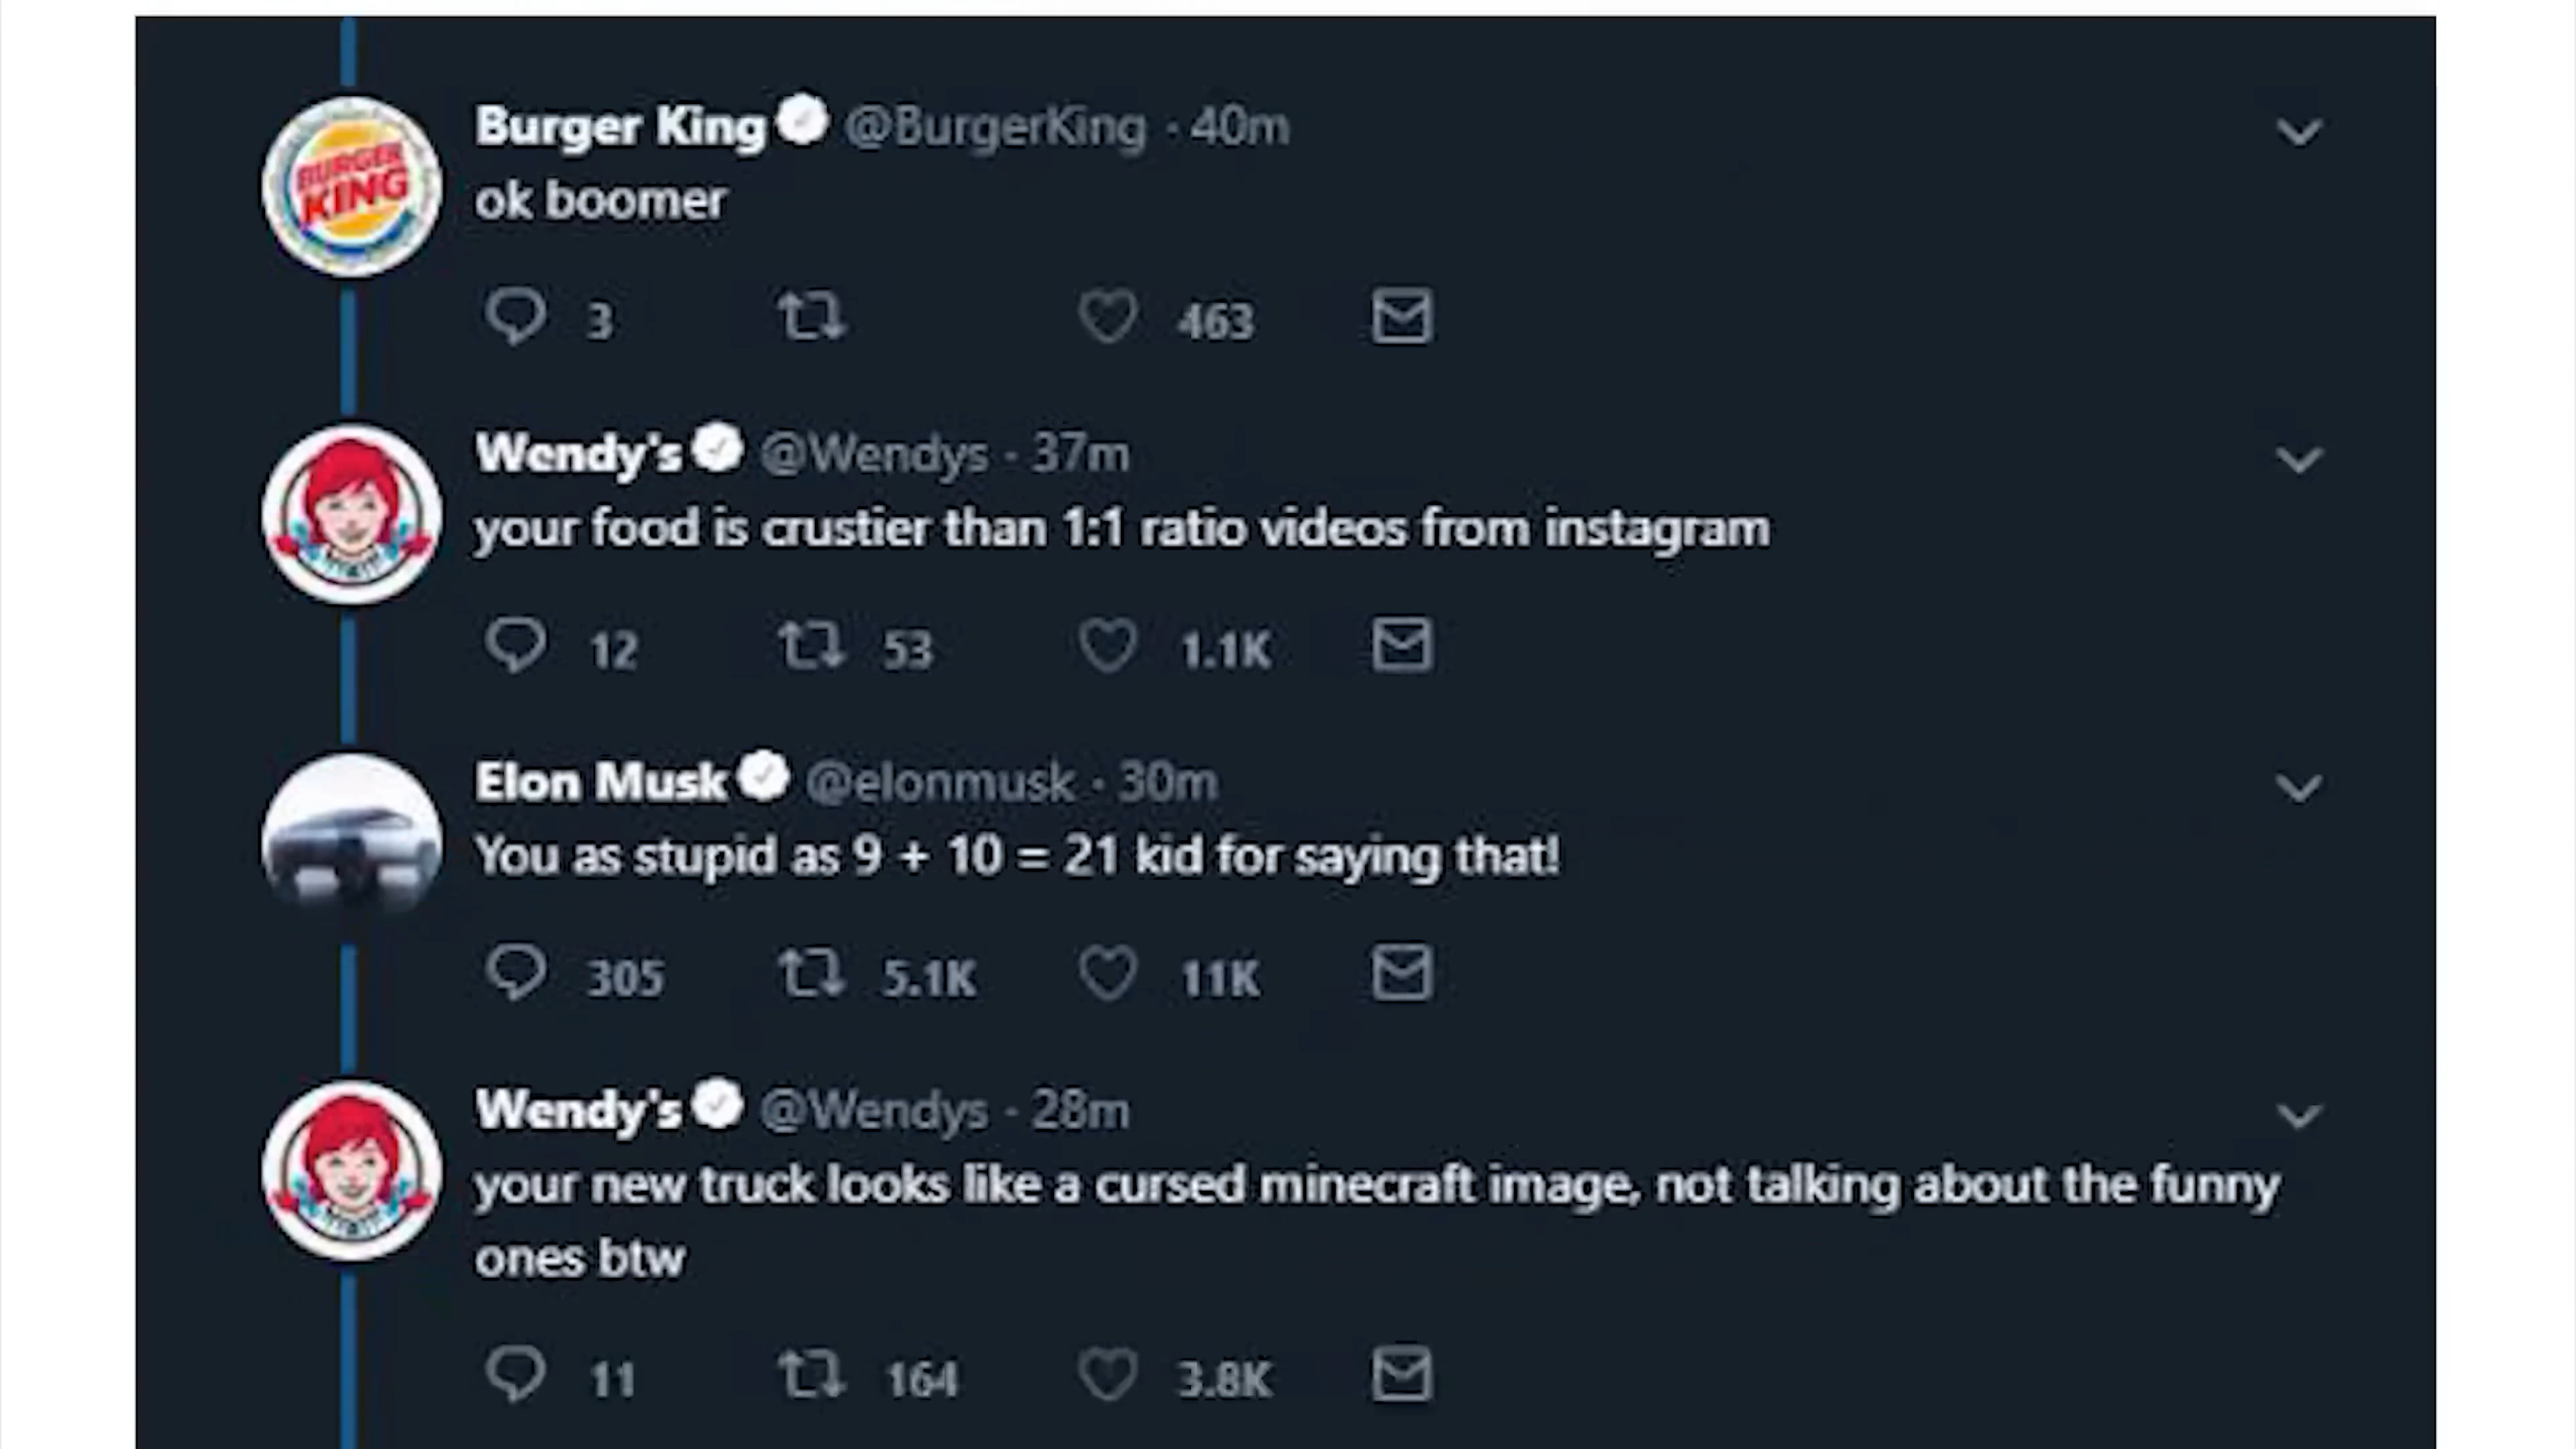 Burger King @BurgerKing · 40m
BURGER
KING
ok boomer
3 463
Wendy's @Wendys · 37m
your food is crustier than 1:1 ratio videos from instagram
12 53 1.1K
Elon Musk @elonmusk · 30m
You as stupid as 9 + 10 = 21 kid for saying that!
305 5.1K 11K
Wendy's @Wendys · 28m
your new truck looks like a cursed minecraft image, not talking about the funny
ones btw
11 164 3.8K